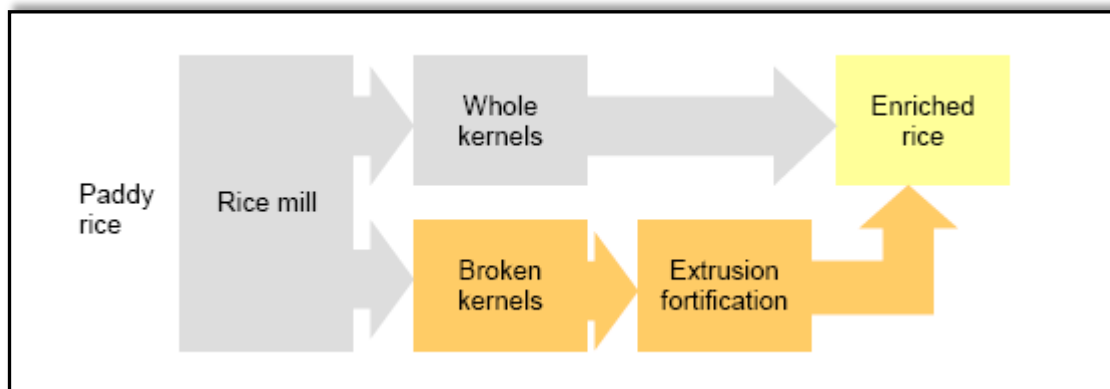 Paddy
rice
Rice mill
Whole
kernels
Enriched
rice
Broken
kernels
Extrusion
fortification